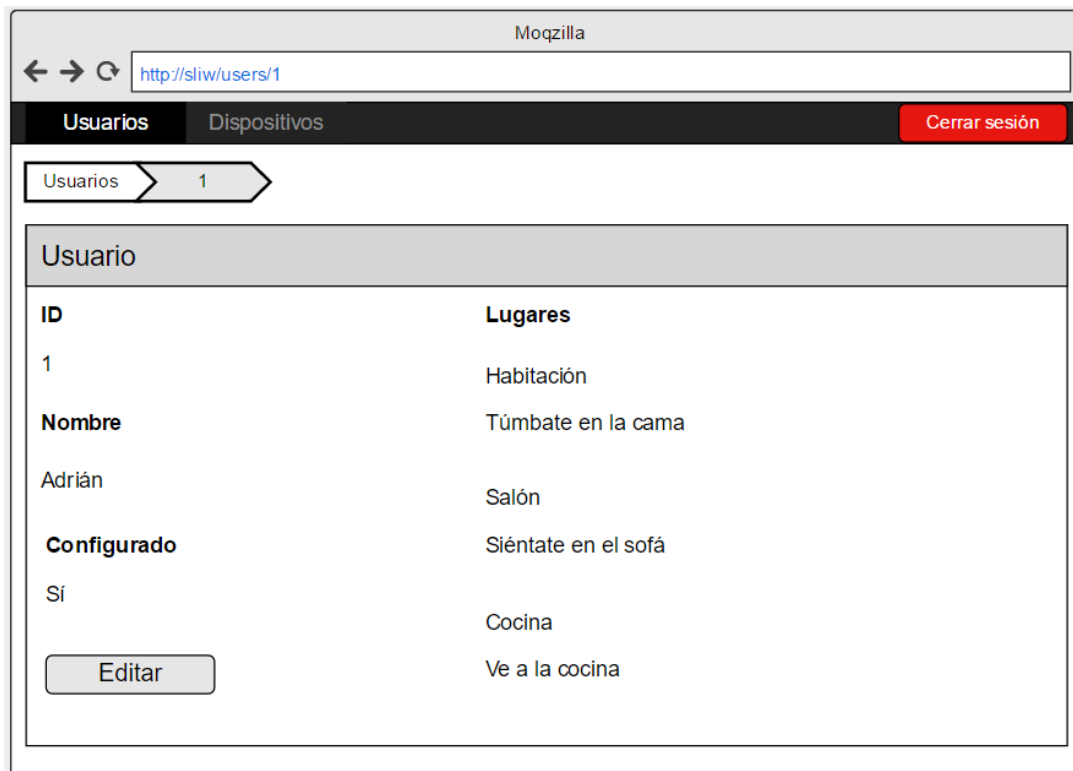 Moqzilla
http://sliw/users/1
Usuarios Dispositivos Cerrar sesión
Usuarios 1
Usuario
ID
1
Nombre
Adrián
Configurado
Sí
Editar
Lugares
Habitación
Túmbate en la cama
Salón
Siéntate en el sofá
Cocina
Ve a la cocina